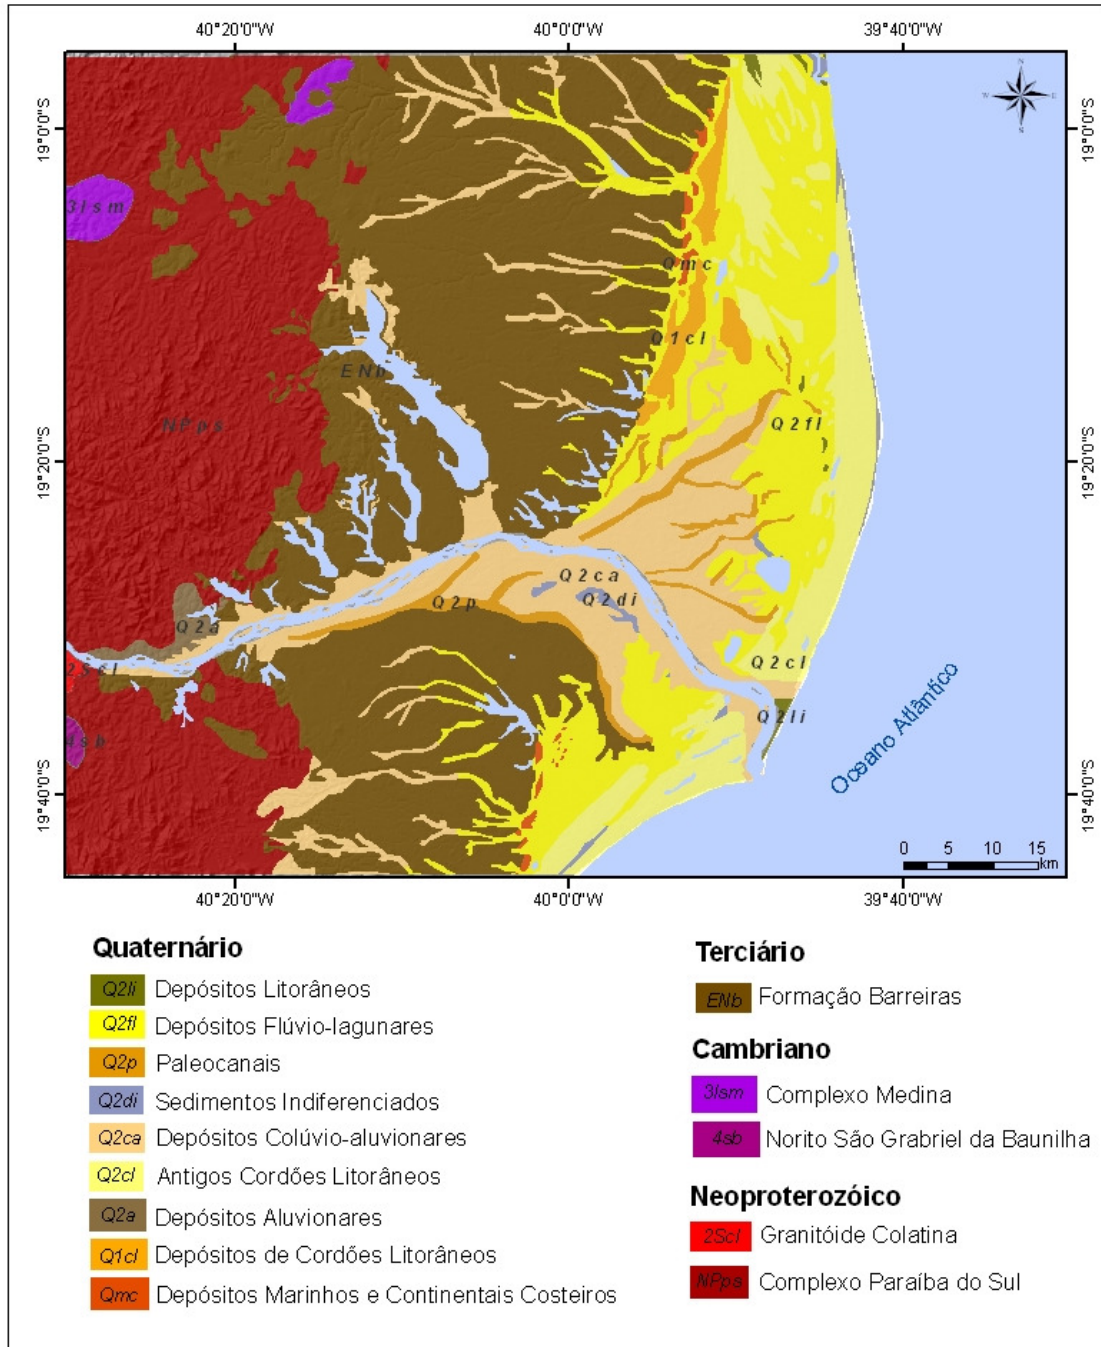 40°20'0"W 40°0'0"W 39°40'0"W
N
W E
S
19°0'0"S 19°0'0"S
3Ism
Qmc
Q1cl
ENb
NPps
Q2fl
19°20'0"S 19°20'0"S
Q2ca
Q2di
Q2p
Q2a
2Scl
Q2cl
Q2li
4sb
Oceano Atlântico
19°40'0"S 19°40'0"S
0 5 10 15
km
40°20'0"W 40°0'0"W 39°40'0"W
Quaternário
Q2li Depósitos Litorâneos
Q2fl Depósitos Flúvio-lagunares
Q2p Paleocanais
Q2di Sedimentos Indiferenciados
Q2ca Depósitos Colúvio-aluvionares
Q2cl Antigos Cordões Litorâneos
Q2a Depósitos Aluvionares
Q1cl Depósitos de Cordões Litorâneos
Qmc Depósitos Marinhos e Continentais Costeiros
Terciário
ENb Formação Barreiras
Cambriano
3Ism Complexo Medina
4sb Norito São Grabriel da Baunilha
Neoproterozóico
2Scl Granitóide Colatina
NPps Complexo Paraíba do Sul